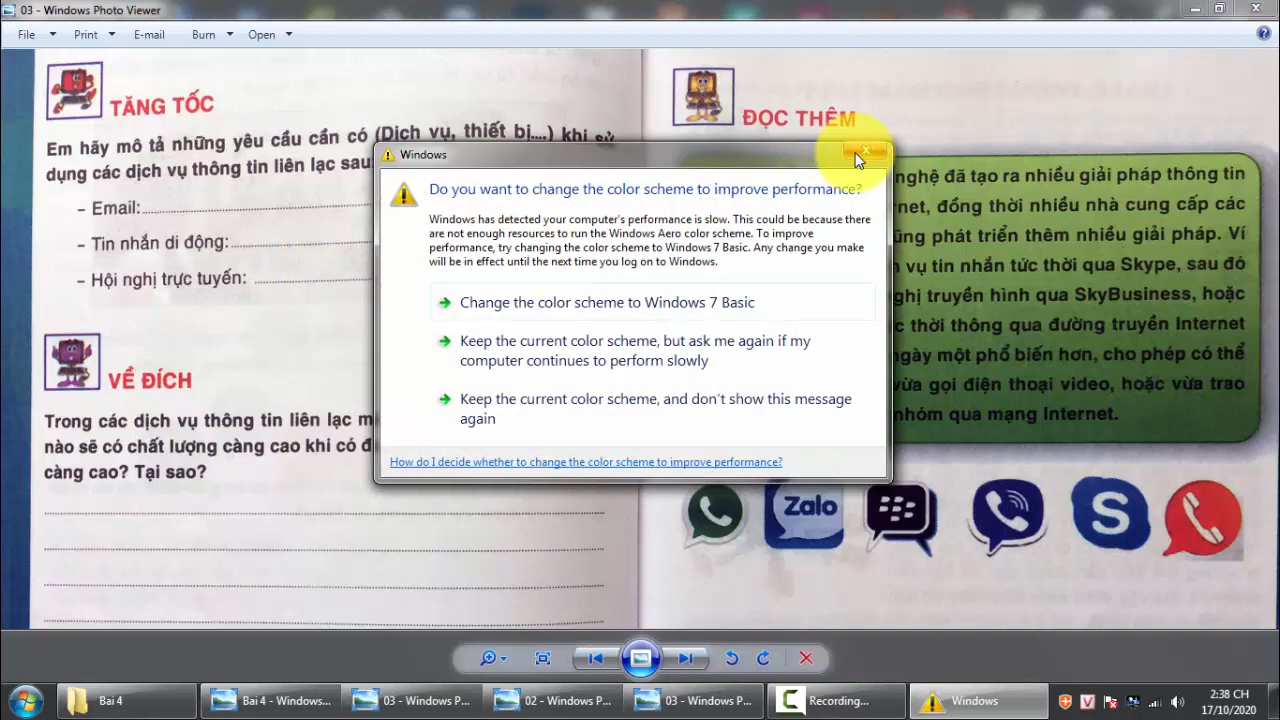 03 - Windows Photo Viewer
File
Print
E-mail
Burn
Open
TĂNG TỐC
Em hãy mô tả những yêu cầu cần có (Dịch vụ, thiết bị....) khi sử
dụng các dịch vụ thông tin liên lạc sau
– Email:
– Tin nhắn di động:
– Hội nghị trực tuyến:
VỀ ĐÍCH
Trong các dịch vụ thông tin liên lạc
nào sẽ có chất lượng càng cao khi có
càng cao? Tại sao?
ĐỌC THÊM
nghệ đã tạo ra nhiều giải pháp thông tin
đồng thời nhiều nhà cung cấp các
phát triển thêm nhiều giải pháp. Ví
vụ tin nhắn tức thời qua Skype, sau đó
truyền hình qua SkyBusiness, hoặc
thời thông qua đường truyền Internet
ngày một phổ biến hơn, cho phép có thể
vừa gọi điện thoại video, hoặc vừa trao
nhóm qua mạng Internet.
Zalo
S
Windows
Do you want to change the color scheme to improve performance?
Windows has detected your computer's performance is slow. This could be because there
are not enough resources to run the Windows Aero color scheme. To improve
performance, try changing the color scheme to Windows 7 Basic. Any change you make
will be in effect until the next time you log on to Windows.
Change the color scheme to Windows 7 Basic
Keep the current color scheme, but ask me again if my
computer continues to perform slowly
Keep the current color scheme, and don't show this message
again
How do I decide whether to change the color scheme to improve performance?
Bai 4
Bai 4 - Windows...
03 - Windows P...
02 - Windows P...
03 - Windows P...
Recording...
Windows
2:38 CH
17/10/2020